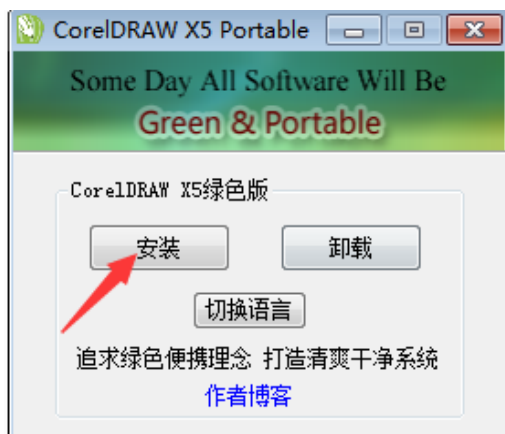 CorelDRAW X5 Portable
Some Day All Software Will Be
Green & Portable
CorelDRAW X5绿色版
安装 卸载
切换语言
追求绿色便携理念 打造清爽干净系统
作者博客